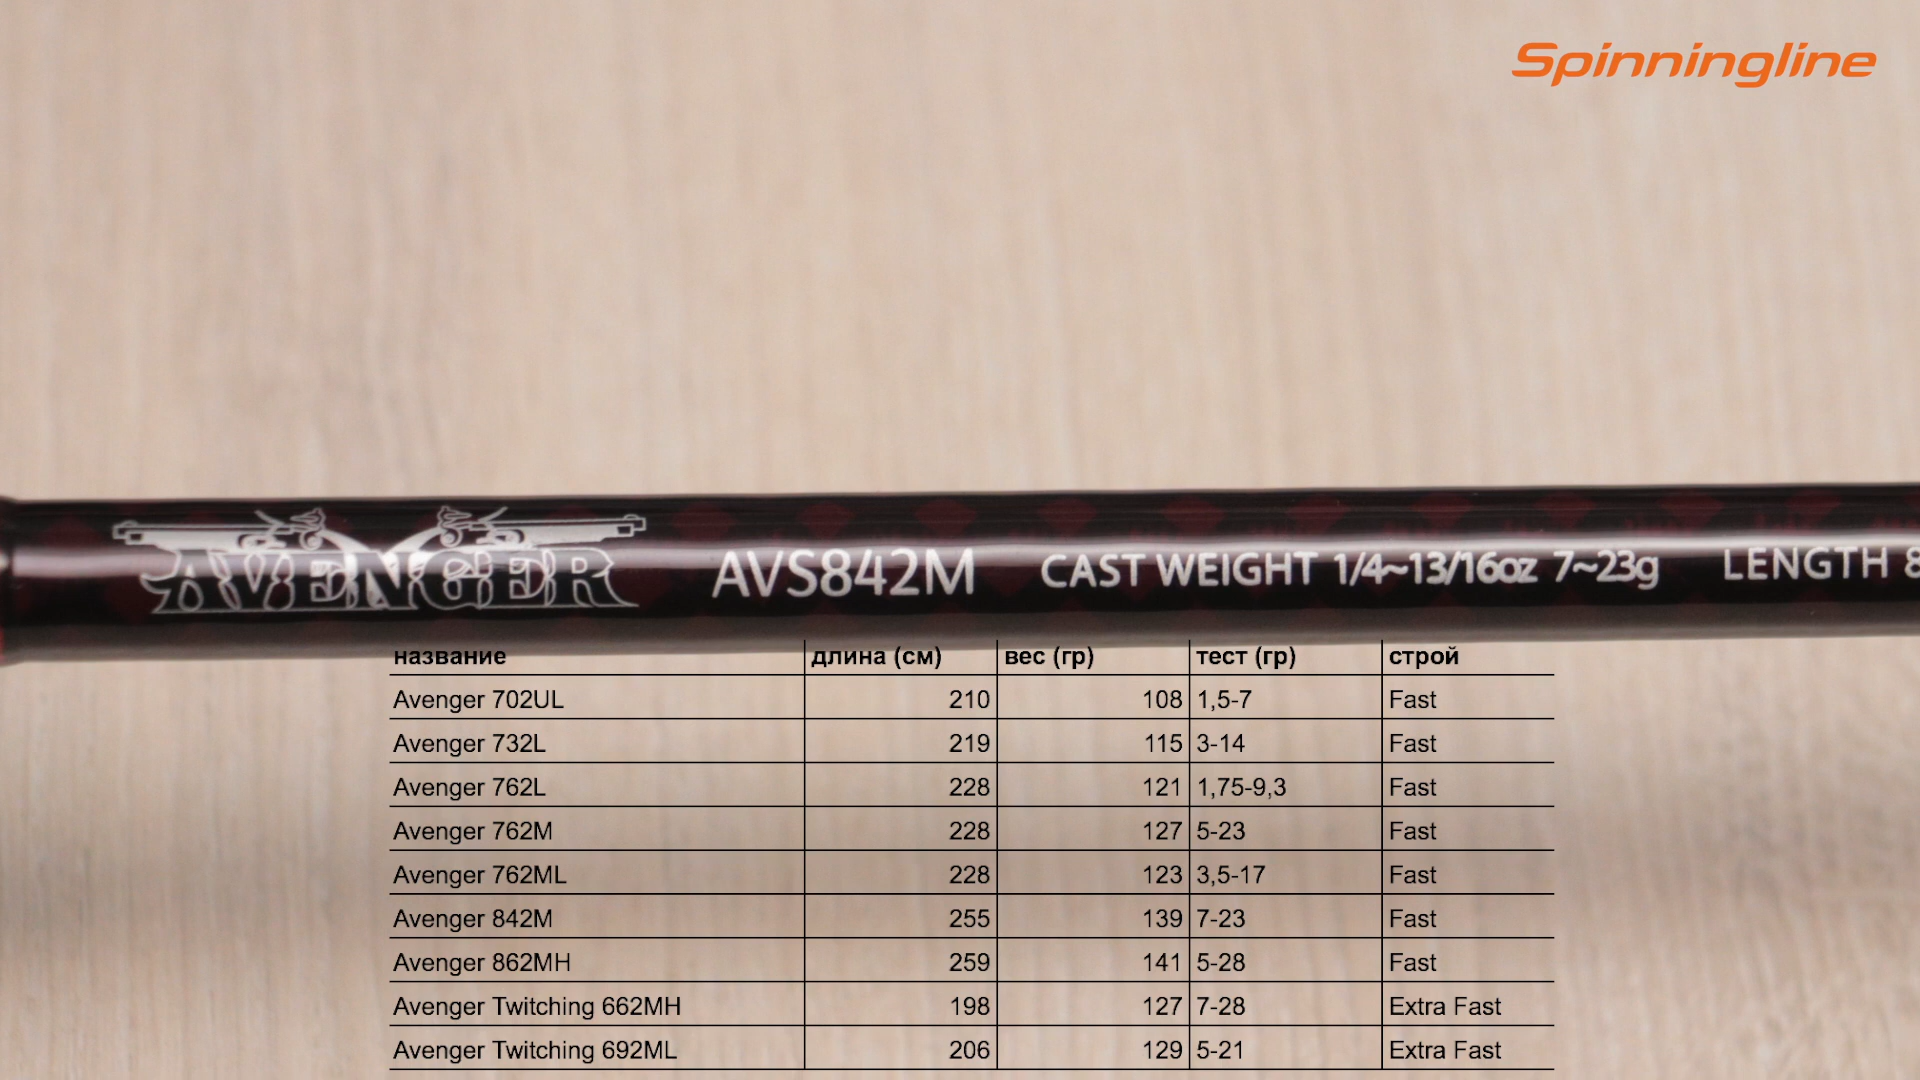 Spinningline
AVENGER AVS842M CAST WEIGHT 1/4~13/16oz 7~23g LENGTH 8
название длина (см) вес (гр) тест (гр) строй
Avenger 702UL 210 108 1,5-7 Fast
Avenger 732L 219 115 3-14 Fast
Avenger 762L 228 121 1,75-9,3 Fast
Avenger 762M 228 127 5-23 Fast
Avenger 762ML 228 123 3,5-17 Fast
Avenger 842M 255 139 7-23 Fast
Avenger 862MH 259 141 5-28 Fast
Avenger Twitching 662MH 198 127 7-28 Extra Fast
Avenger Twitching 692ML 206 129 5-21 Extra Fast